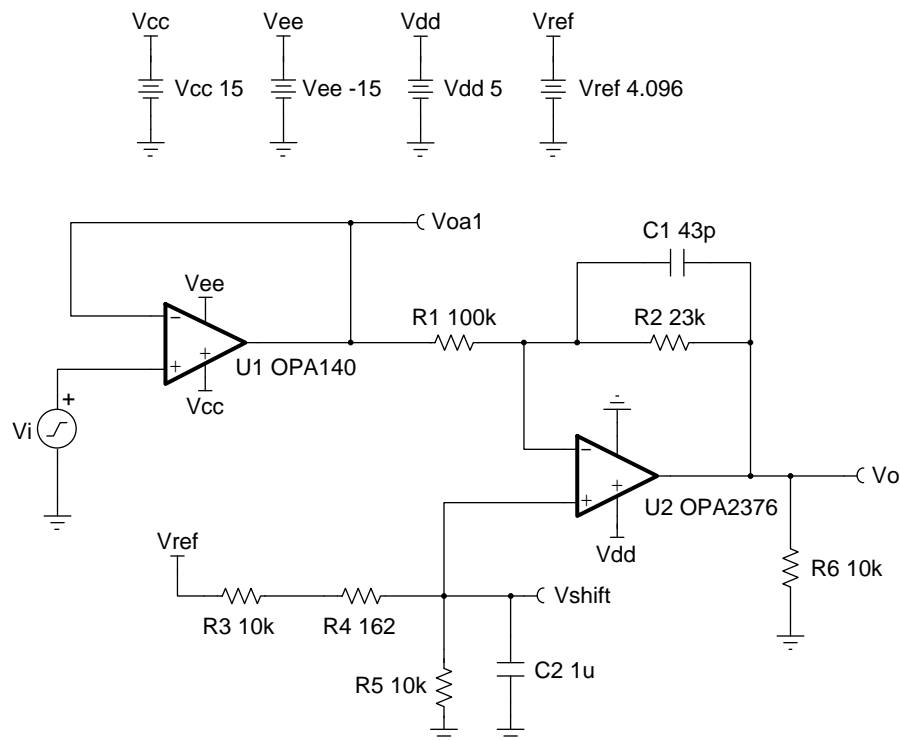 Vcc Vee Vdd Vref
Vcc 15 Vee -15 Vdd 5 Vref 4.096
Voa1
C1 43p
Vee
R1 100k R2 23k
U1 OPA140
Vcc
Vi
Vo
U2 OPA2376
Vdd
Vref
R6 10k
Vshift
R3 10k R4 162
R5 10k C2 1u